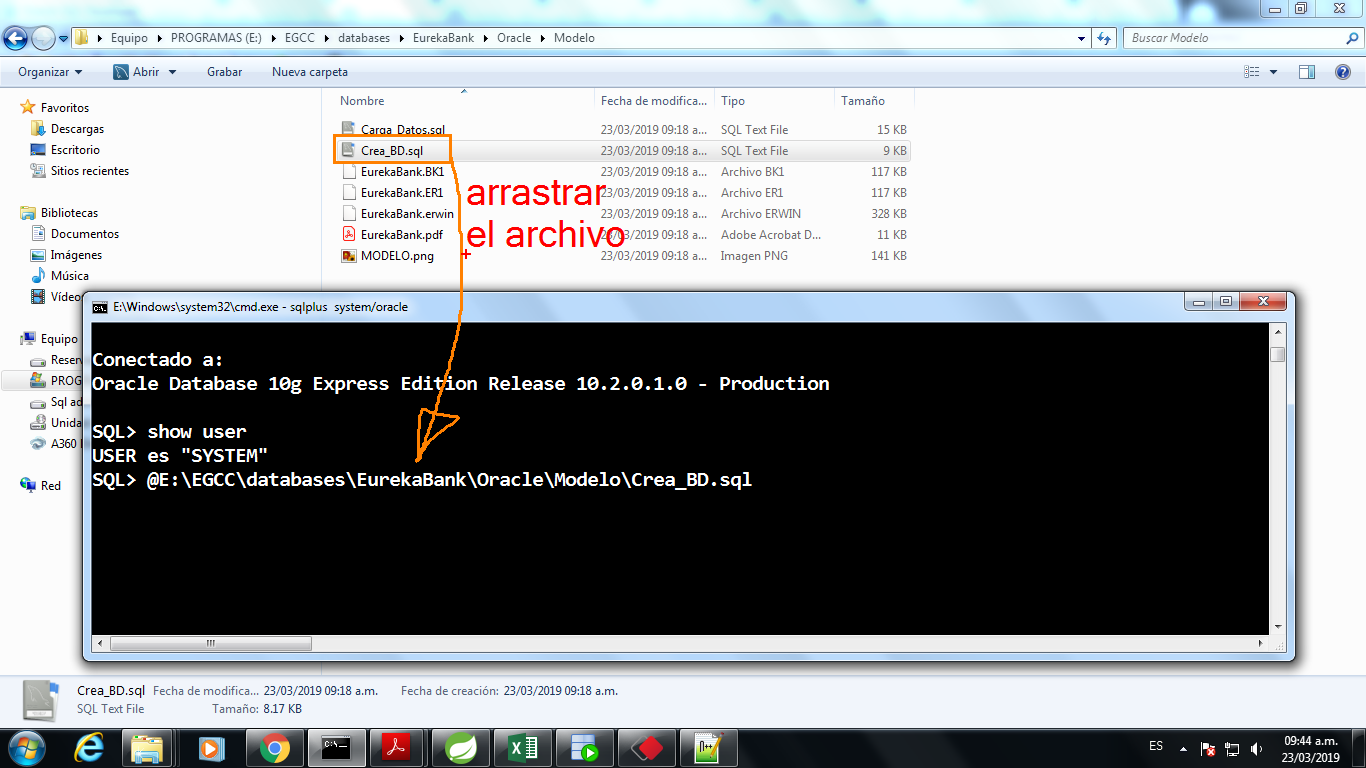 Equipo ▸ PROGRAMAS (E:) ▸ EGCC ▸ databases ▸ EurekaBank ▸ Oracle ▸ Modelo
Buscar Modelo
Organizar Abrir Grabar Nueva carpeta
Nombre Fecha de modifica... Tipo Tamaño
Favoritos
Descargas
Escritorio
Sitios recientes
Bibliotecas
Documentos
Imágenes
Música
Vídeo
Equipo
Reser
PROG
Sql ad
Unida
A360
Red
Carga_Datos.sql 23/03/2019 09:18 a... SQL Text File 15 KB
Crea_BD.sql 23/03/2019 09:18 a... SQL Text File 9 KB
EurekaBank.BK1 23/03/2019 09:18 a... Archivo BK1 117 KB
EurekaBank.ER1 23/03/2019 09:18 a... Archivo ER1 117 KB
EurekaBank.erwin 23/03/2019 09:18 a... Archivo ERWIN 328 KB
EurekaBank.pdf 23/03/2019 09:18 a... Adobe Acrobat D... 11 KB
MODELO.png 23/03/2019 09:18 a... Imagen PNG 141 KB
arrastrar
el archivo
E:\Windows\system32\cmd.exe - sqlplus system/oracle
Conectado a:
Oracle Database 10g Express Edition Release 10.2.0.1.0 - Production
SQL> show user
USER es "SYSTEM"
SQL> @E:\EGCC\databases\EurekaBank\Oracle\Modelo\Crea_BD.sql
Crea_BD.sql Fecha de modifica... 23/03/2019 09:18 a.m. Fecha de creación: 23/03/2019 09:18 a.m.
SQL Text File Tamaño: 8.17 KB
ES
09:44 a.m.
23/03/2019